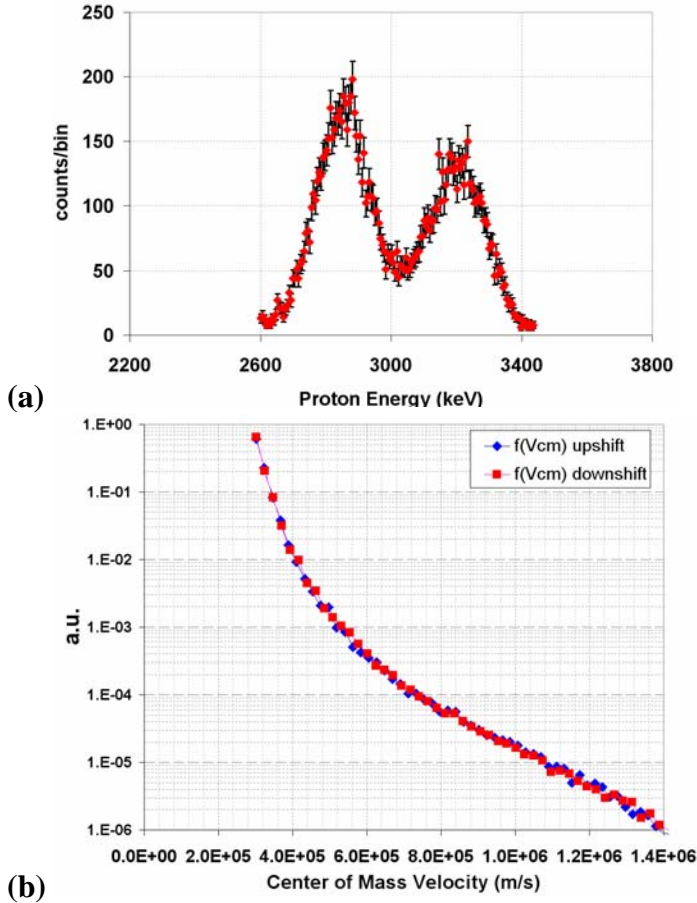 250
200
150
100
50
0
counts/bin
2200 2600 3000 3400 3800
Proton Energy (keV)
(a)
1.E+00
1.E-01
1.E-02
1.E-03
1.E-04
1.E-05
1.E-06
a.u.
f(Vcm) upshift
f(Vcm) downshift
0.0E+00 2.0E+05 4.0E+05 6.0E+05 8.0E+05 1.0E+06 1.2E+06 1.4E+06
Center of Mass Velocity (m/s)
(b)